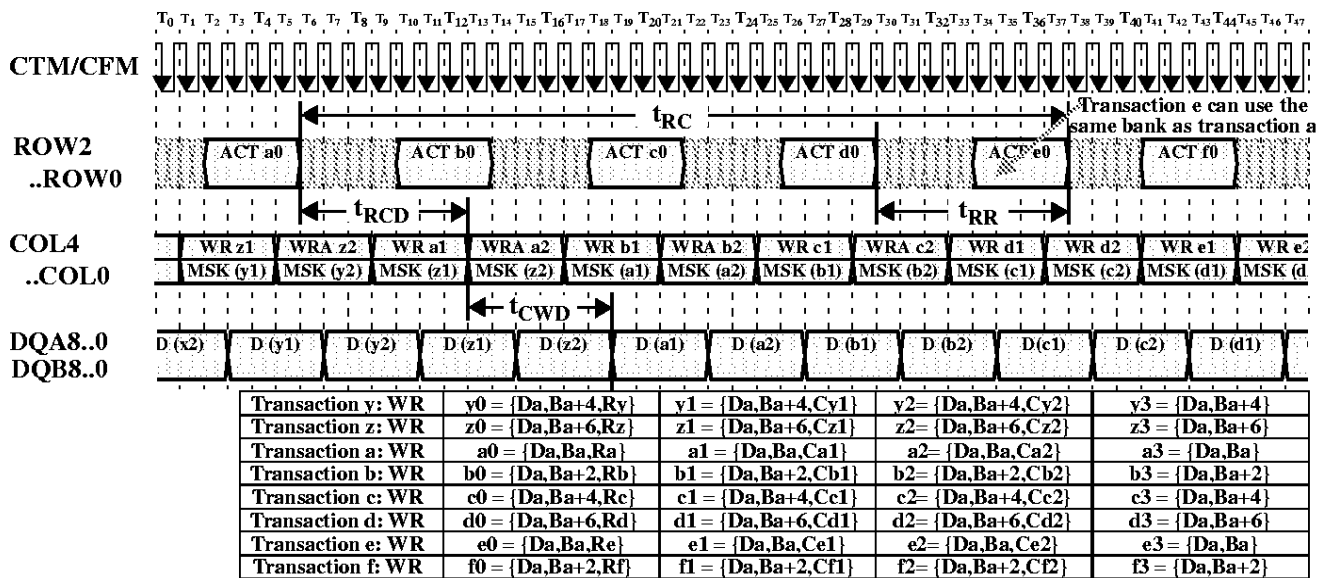 T0 T1 T2 T3 T4 T5 T6 T7 T8 T9 T10 T11 T12 T13 T14 T15 T16 T17 T18 T19 T20 T21 T22 T23 T24 T25 T26 T27 T28 T29 T30 T31 T32 T33 T34 T35 T36 T37 T38 T39 T40 T41 T42 T43 T44 T45 T46 T47
CTM/CFM
Transaction e can use the
tRC
same bank as transaction a
ROW2
..ROW0
ACT a0 ACT b0 ACT c0 ACT d0 ACT e0 ACT f0
tRCD tRR
COL4
..COL0
WR z1 WRA z2 WR a1 WRA a2 WR b1 WRA b2 WR c1 WRA c2 WR d1 WR d2 WR e1 WR e2
MSK (y1) MSK (y2) MSK (z1) MSK (z2) MSK (a1) MSK (a2) MSK (b1) MSK (b2) MSK (c1) MSK (c2) MSK (d1) MSK (d
tCWD
DQA8..0
DQB8..0
D (x2) D (y1) D (y2) D (z1) D (z2) D (a1) D (a2) D (b1) D (b2) D(c1) D (c2) D (d1)
Transaction y: WR y0 = {Da,Ba+4,Ry} y1 = {Da,Ba+4,Cy1} y2= {Da,Ba+4,Cy2} y3 = {Da,Ba+4}
Transaction z: WR z0 = {Da,Ba+6,Rz} z1 = {Da,Ba+6,Cz1} z2= {Da,Ba+6,Cz2} z3 = {Da,Ba+6}
Transaction a: WR a0 = {Da,Ba,Ra} a1 = {Da,Ba,Ca1} a2= {Da,Ba,Ca2} a3 = {Da,Ba}
Transaction b: WR b0 = {Da,Ba+2,Rb} b1 = {Da,Ba+2,Cb1} b2= {Da,Ba+2,Cb2} b3 = {Da,Ba+2}
Transaction c: WR c0 = {Da,Ba+4,Rc} c1 = {Da,Ba+4,Cc1} c2= {Da,Ba+4,Cc2} c3 = {Da,Ba+4}
Transaction d: WR d0 = {Da,Ba+6,Rd} d1 = {Da,Ba+6,Cd1} d2= {Da,Ba+6,Cd2} d3 = {Da,Ba+6}
Transaction e: WR e0 = {Da,Ba,Re} e1 = {Da,Ba,Ce1} e2= {Da,Ba,Ce2} e3 = {Da,Ba}
Transaction f: WR f0 = {Da,Ba+2,Rf} f1 = {Da,Ba+2,Cf1} f2= {Da,Ba+2,Cf2} f3 = {Da,Ba+2}